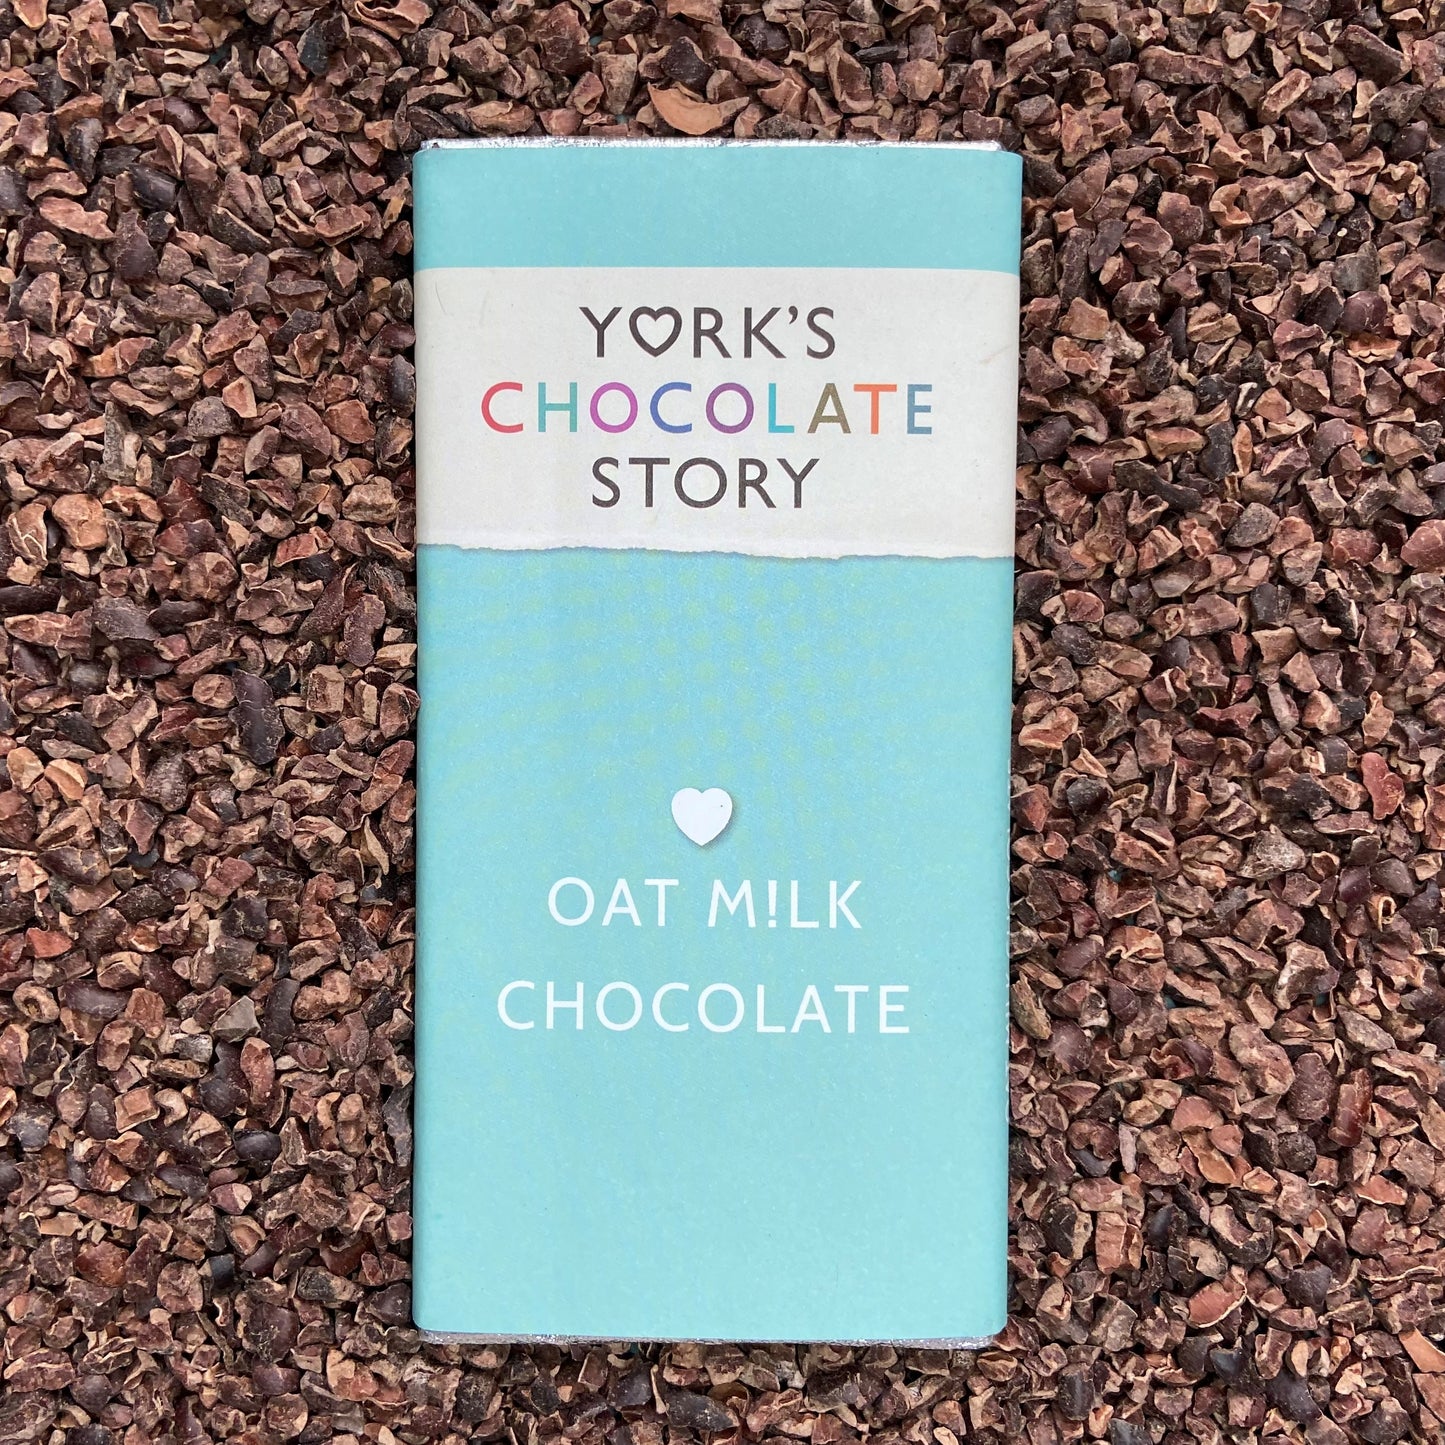 YORK'S
CHOCOLATE
STORY
OAT M!LK
CHOCOLATE